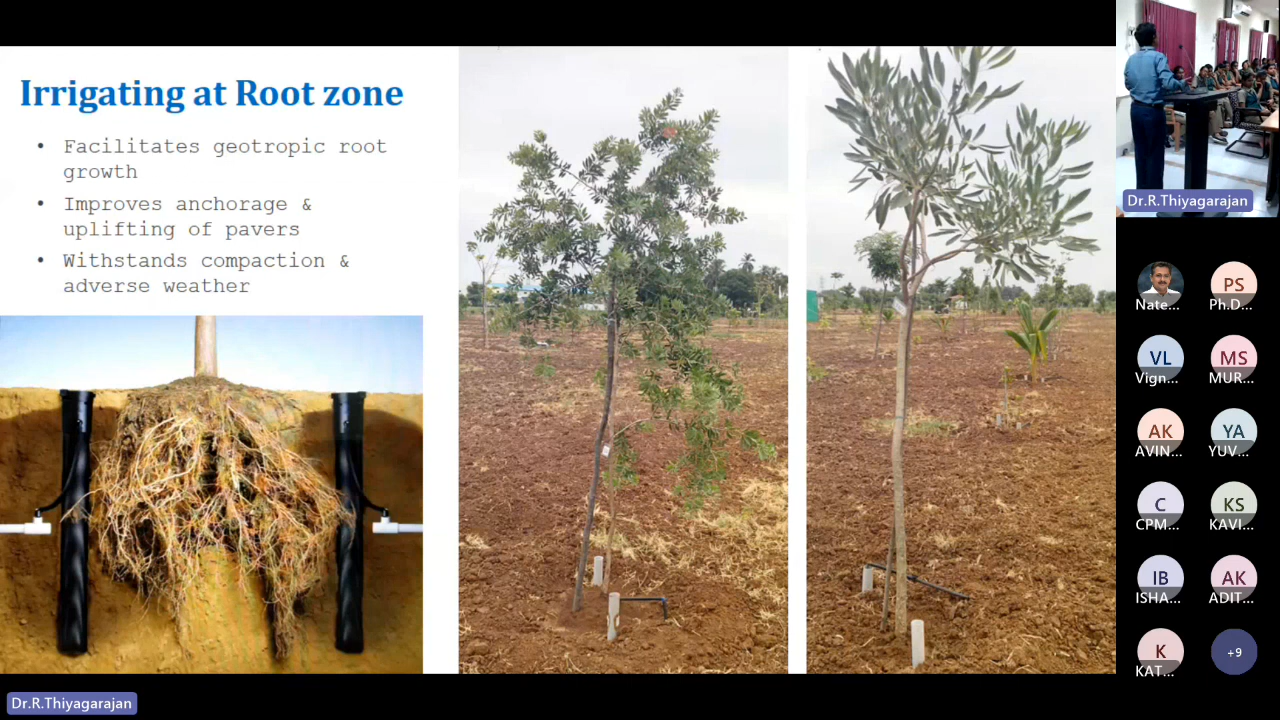 Irrigating at Root zone
• Facilitates geotropic root
growth
• Improves anchorage &
uplifting of pavers
• Withstands compaction &
adverse weather
Dr.R.Thiyagarajan
Nate...
PS
Ph.D...
VL
Vign...
MS
MUR...
AK
AVIN...
YA
YUV...
C
CPM...
KS
KAVI...
IB
ISHA...
AK
ADIT...
K
KAT...
+9
Dr.R.Thiyagarajan